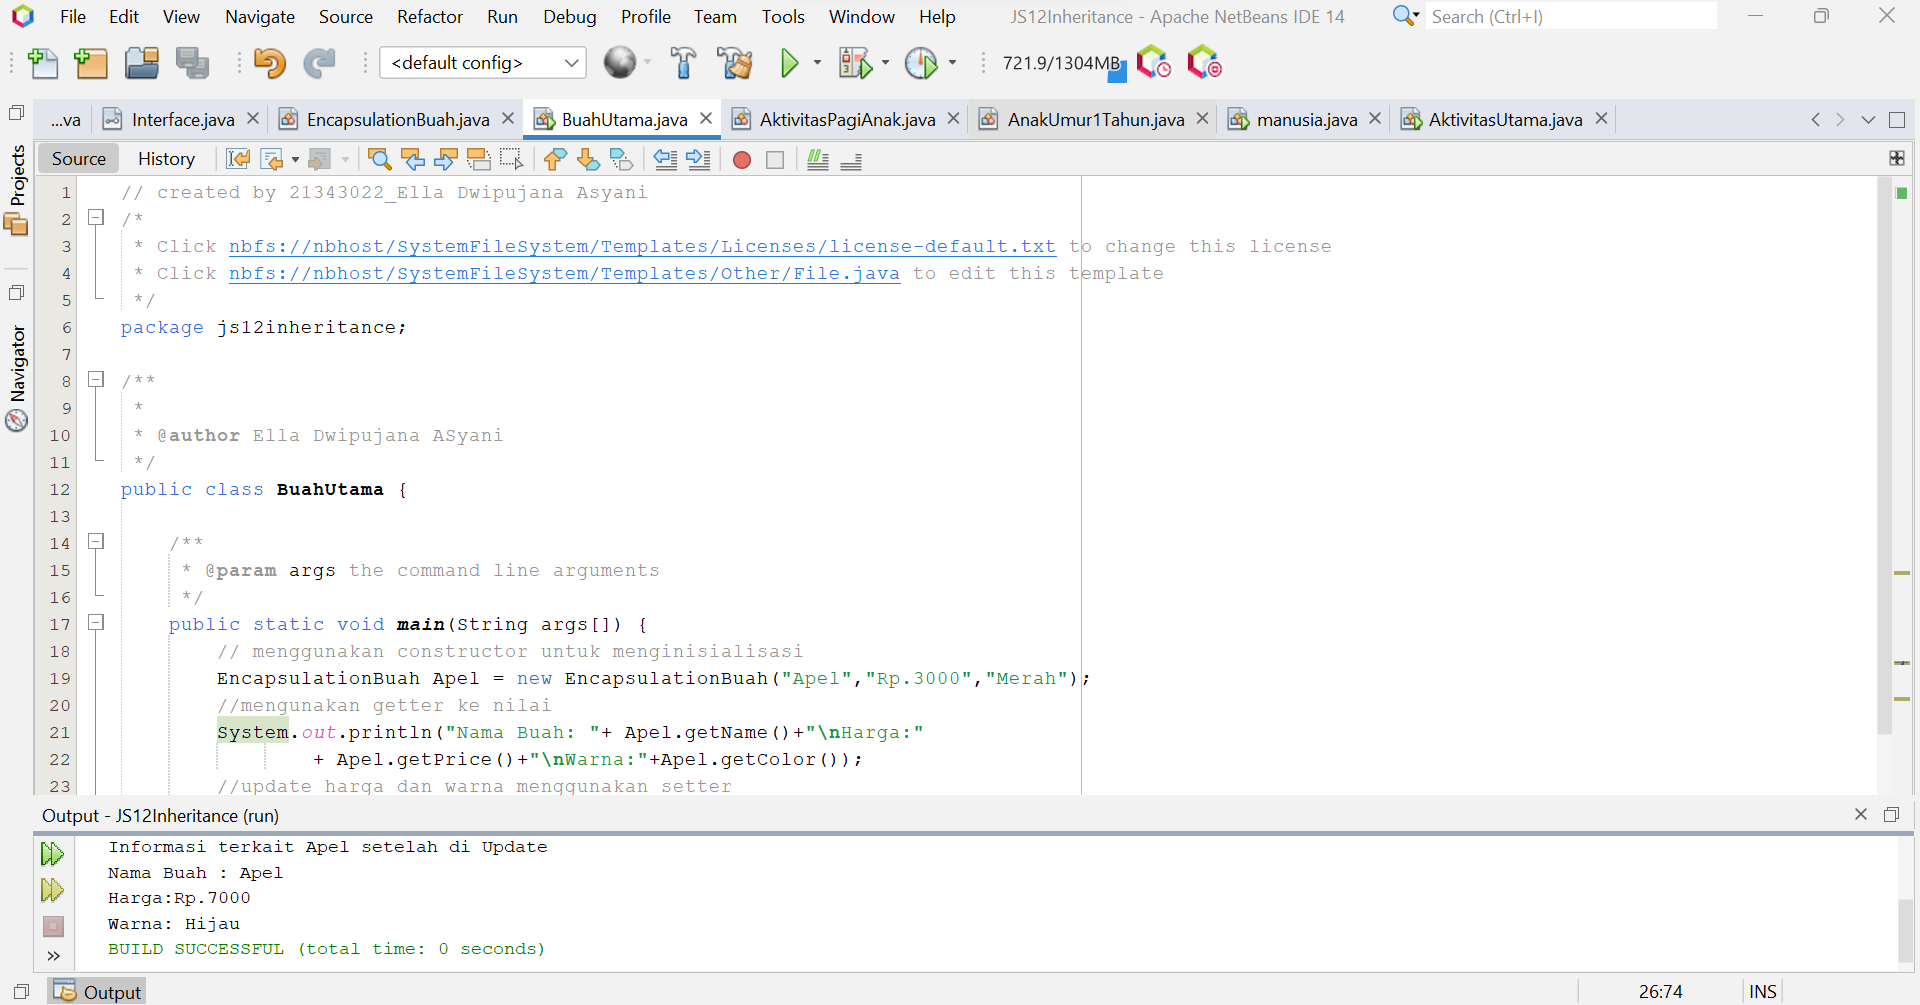 File Edit View Navigate Source Refactor Run Debug Profile Team Tools Window Help JS12Inheritance - Apache NetBeans IDE 14 Search (Ctrl+I)
<default config> 721.9/1304MB
...va Interface.java EncapsulationBuah.java BuahUtama.java AktivitasPagiAnak.java AnakUmur1Tahun.java manusia.java AktivitasUtama.java
Source History
Projects
Navigator
1 // created by 21343022_Ella Dwipujana Asyani
2 /*
3 * Click nbfs://nbhost/SystemFileSystem/Templates/Licenses/license-default.txt to change this license
4 * Click nbfs://nbhost/SystemFileSystem/Templates/Other/File.java to edit this template
5 */
6 package js12inheritance;
7
8 /**
9 *
10 * @author Ella Dwipujana ASyani
11 */
12 public class BuahUtama {
13
14 /**
15 * @param args the command line arguments
16 */
17 public static void main(String args[]) {
18 // menggunakan constructor untuk menginisialisasi
19 EncapsulationBuah Apel = new EncapsulationBuah("Apel","Rp.3000","Merah");
20 //mengunakan getter ke nilai
21 System.out.println("Nama Buah: "+ Apel.getName()+"\nHarga:"
22 + Apel.getPrice()+"\nWarna:"+Apel.getColor());
23 //update harga dan warna menggunakan setter
Output - JS12Inheritance (run)
Informasi terkait Apel setelah di Update
Nama Buah : Apel
Harga:Rp.7000
Warna: Hijau
BUILD SUCCESSFUL (total time: 0 seconds)
Output 26:74 INS